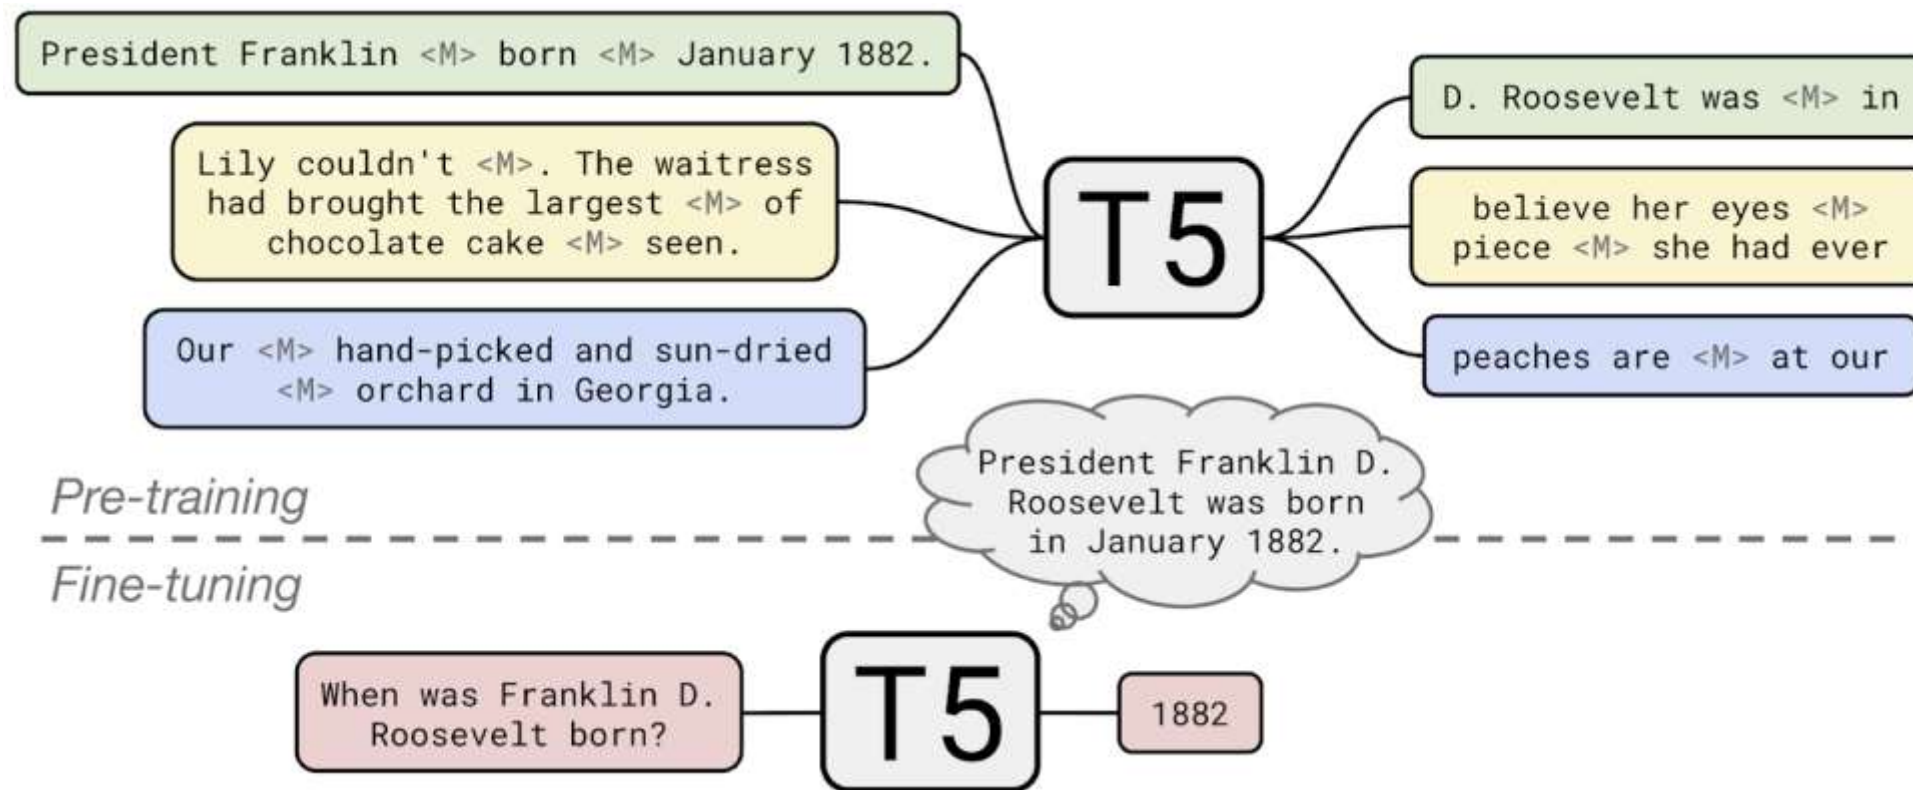 President Franklin <M> born <M> January 1882.
Lily couldn't <M>. The waitress
had brought the largest <M> of
chocolate cake <M> seen.
Our <M> hand-picked and sun-dried
<M> orchard in Georgia.
T5
D. Roosevelt was <M> in
believe her eyes <M>
piece <M> she had ever
peaches are <M> at our
President Franklin D.
Roosevelt was born
in January 1882.
Pre-training
Fine-tuning
When was Franklin D.
Roosevelt born?
T5
1882